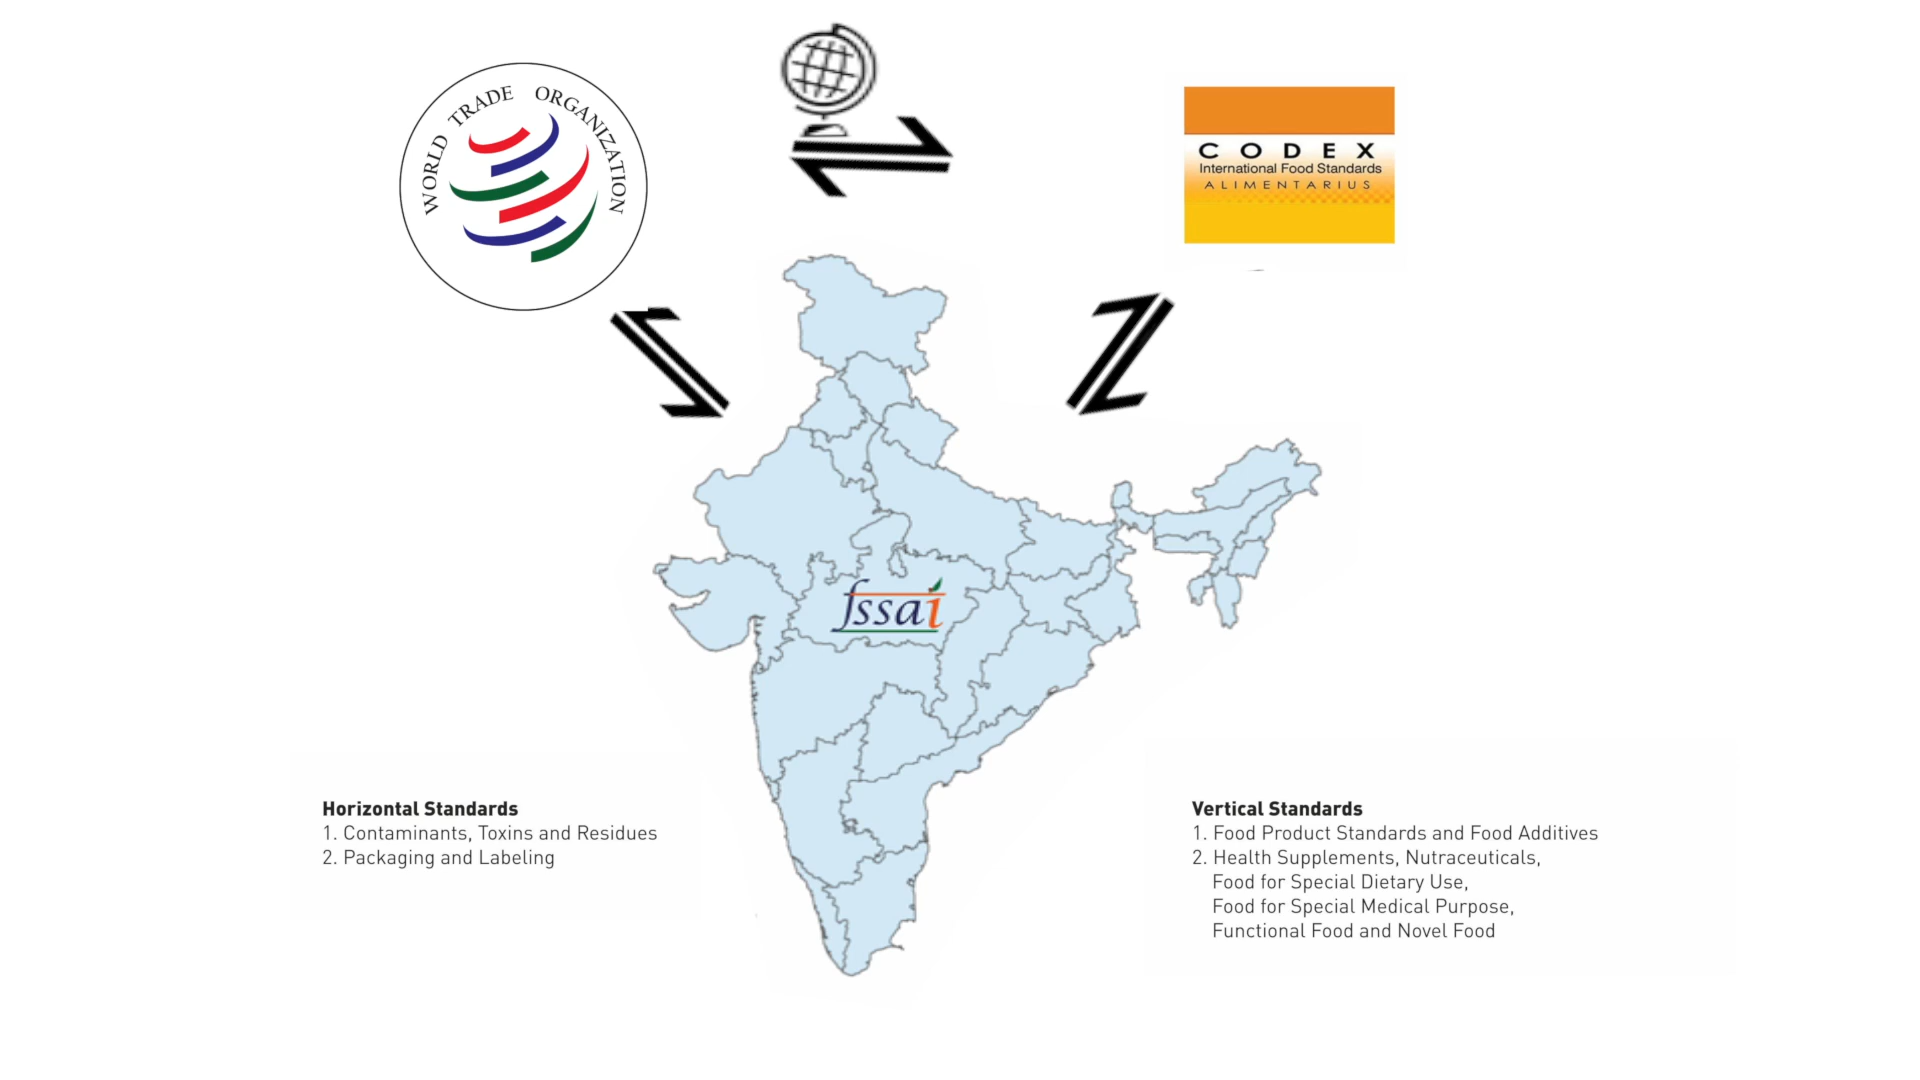 WORLD TRADE ORGANIZATION
CODEX
International Food Standards
ALIMENTARIUS
fssai
Horizontal Standards
1. Contaminants, Toxins and Residues
2. Packaging and Labeling
Vertical Standards
1. Food Product Standards and Food Additives
2. Health Supplements, Nutraceuticals,
Food for Special Dietary Use,
Food for Special Medical Purpose,
Functional Food and Novel Food